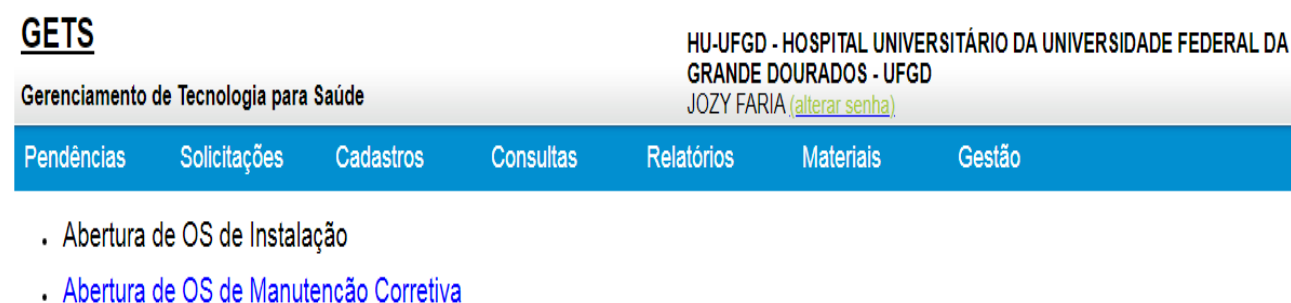 GETS
HU-UFGD - HOSPITAL UNIVERSITÁRIO DA UNIVERSIDADE FEDERAL DA
GRANDE DOURADOS - UFGD
Gerenciamento de Tecnologia para Saúde
JOZY FARIA (alterar senha)
Pendências Solicitações Cadastros Consultas Relatórios Materiais Gestão
• Abertura de OS de Instalação
• Abertura de OS de Manutenção Corretiva